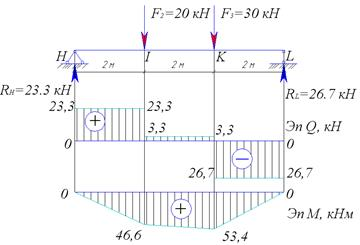 F₂=20 кН F₃=30 кН
H I K L
2 м 2 м 2 м
Rн=23.3 кН RL=26.7 кН
23,3 23,3
+
3,3 3,3 Эп Q, кН
0 0
−
26,7 26,7
0 0
+ Эп М, кНм
46,6 53,4